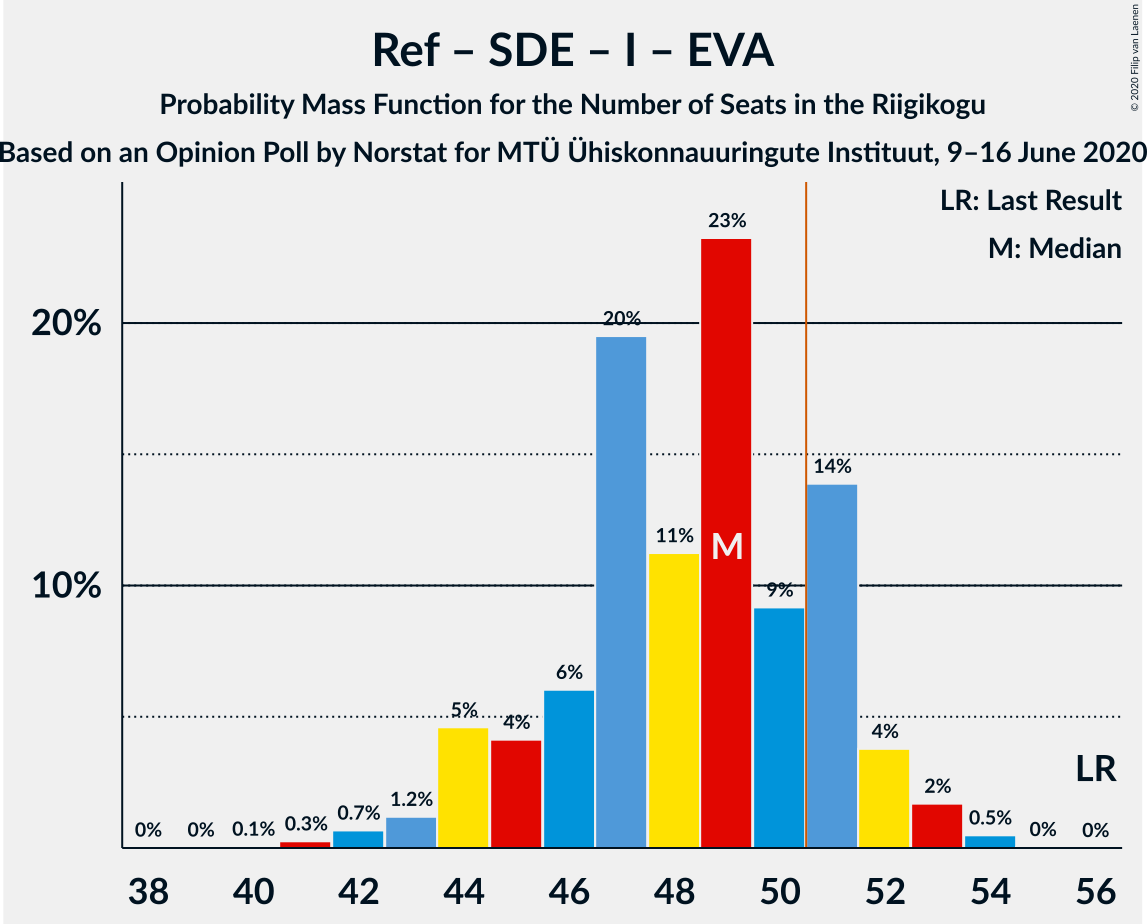 Ref – SDE – I – EVA
Probability Mass Function for the Number of Seats in the Riigikogu
Based on an Opinion Poll by Norstat for MTÜ Ühiskonnauuringute Instituut, 9–16 June 2020
© 2020 Filip van Laenen
LR: Last Result
M: Median
20%
10%
0%
0%
0.1%
0.3%
0.7%
1.2%
5%
4%
6%
20%
11%
23%
M
9%
14%
4%
2%
0.5%
0%
0%
LR
38 40 42 44 46 48 50 52 54 56